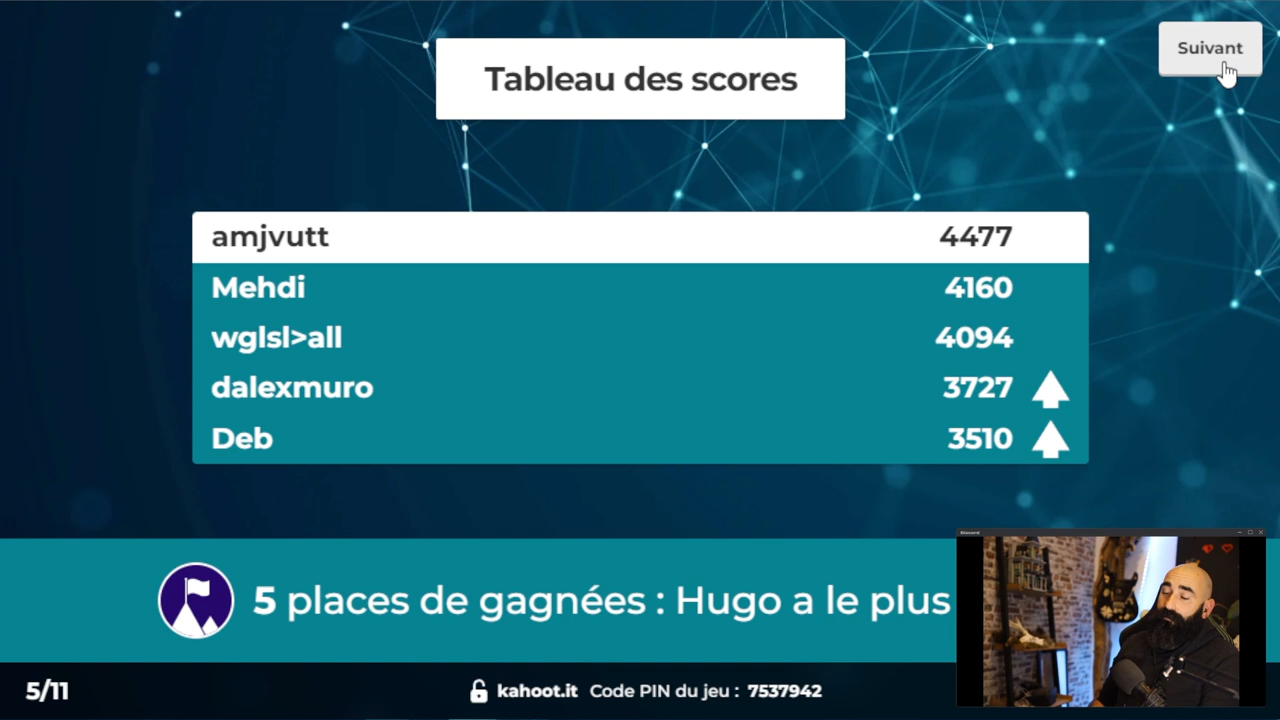 Suivant
Tableau des scores
amjvutt 4477
Mehdi 4160
wglsl>all 4094
dalexmuro 3727
Deb 3510
5 places de gagnées : Hugo a le plus
5/11
kahoot.it Code PIN du jeu : 7537942